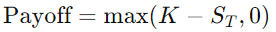 Payoff = max(K − S_T, 0)